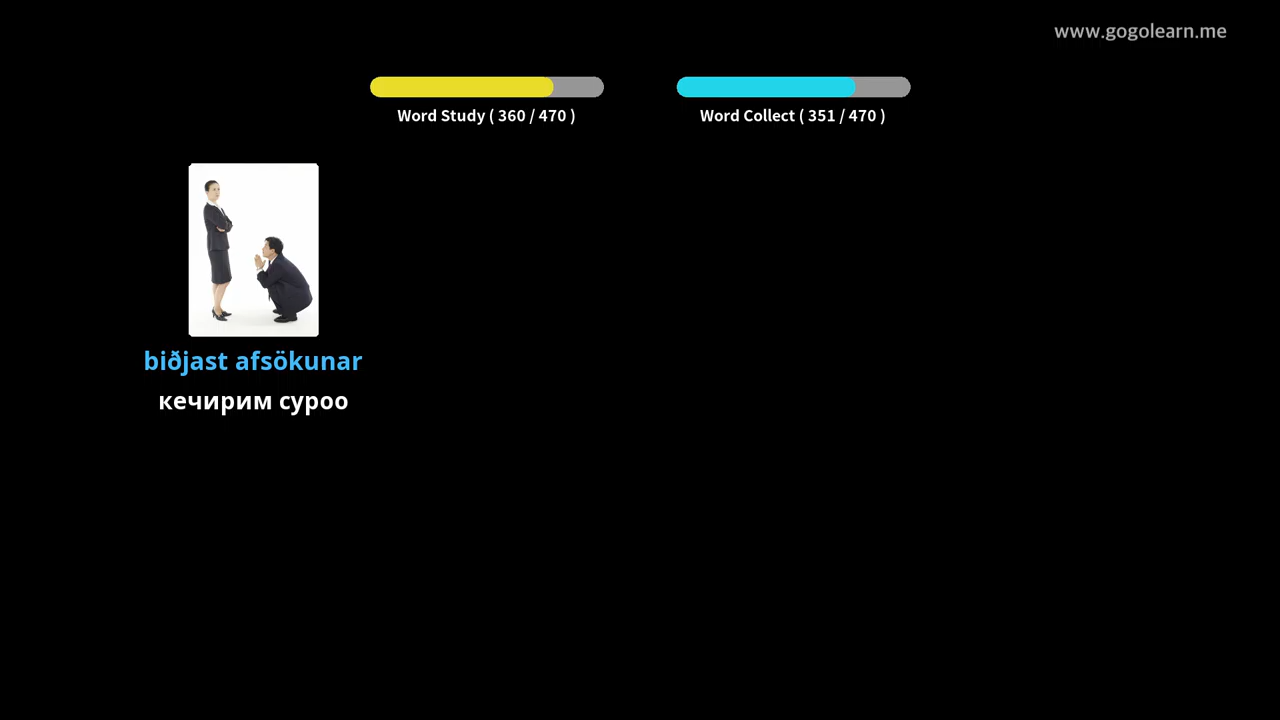 www.gogolearn.me
Word Study ( 360 / 470 )
Word Collect ( 351 / 470 )
biðjast afsökunar
кечирим суроо